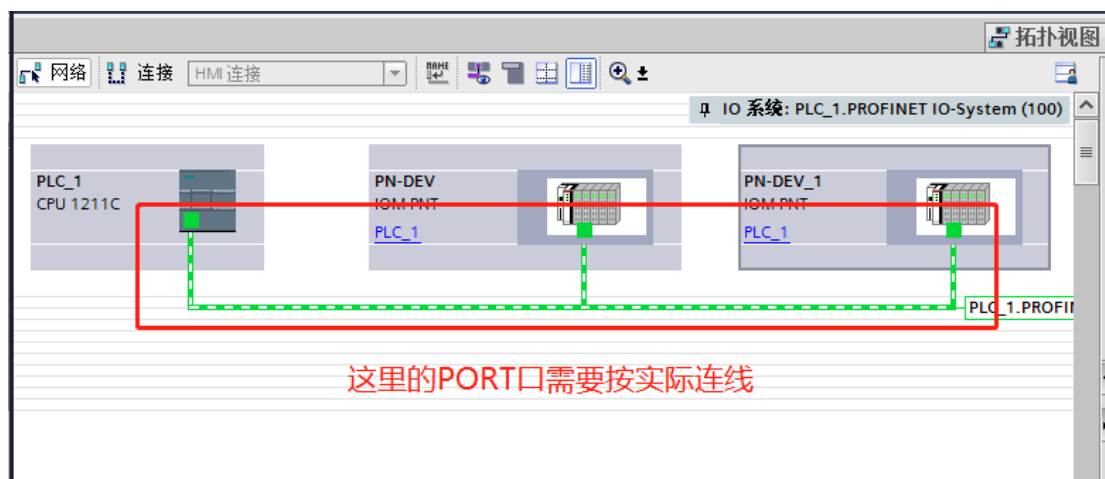 拓扑视图
网络 连接 HMI 连接 NAME ±
IO 系统: PLC_1.PROFINET IO-System (100)
PLC_1
CPU 1211C
PN-DEV
IOM PNT
PLC_1
PN-DEV_1
IOM PNT
PLC_1
PLC_1.PROFI
这里的PORT口需要按实际连线